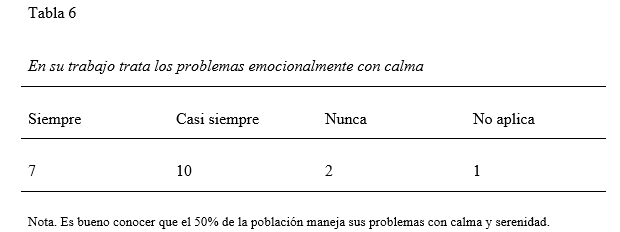 Tabla 6
En su trabajo trata los problemas emocionalmente con calma
Siempre Casi siempre Nunca No aplica
7 10 2 1
Nota. Es bueno conocer que el 50% de la población maneja sus problemas con calma y serenidad.